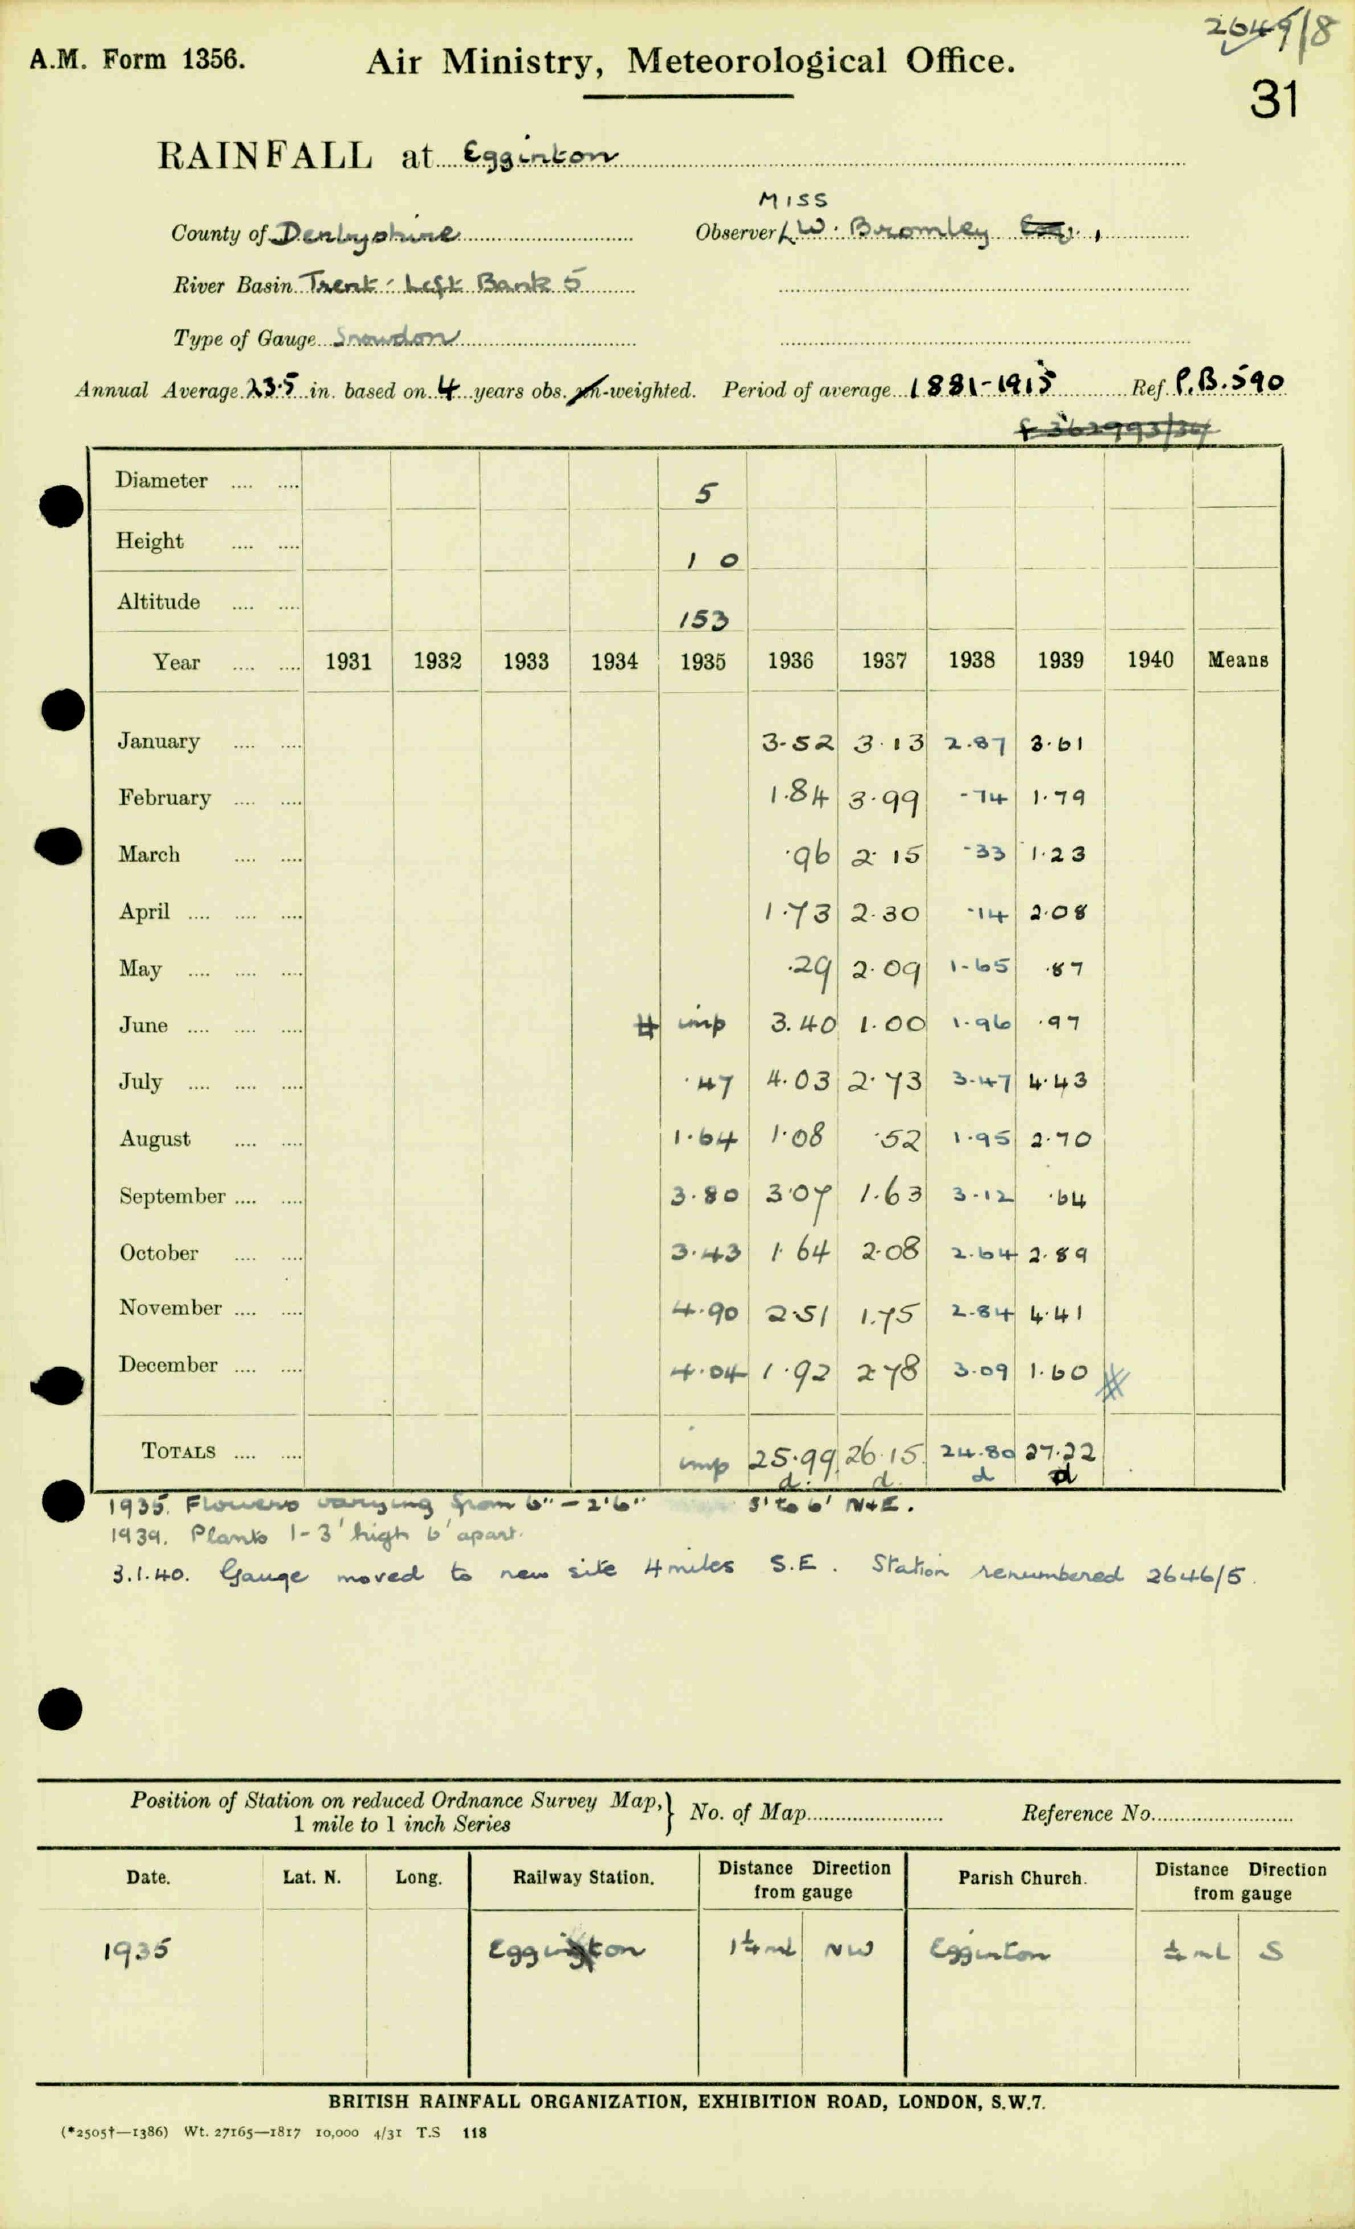 2649/8
A.M. Form 1356. Air Ministry, Meteorological Office.
31
RAINFALL at Egginton
MISS
County of Derbyshire Observer L.W. Bromley Esq.,
River Basin Trent: Left Bank 5
Type of Gauge Snowdon
Annual Average 23.5 in. based on 4 years obs. un-weighted. Period of average 1881-1915 Ref. P.B.590
f 362993/34
Diameter .... .... 5
Height .... .... 1 0
Altitude .... .... 153
Year .... .... 1931 1932 1933 1934 1935 1936 1937 1938 1939 1940 Means
January .... .... 3.52 3.13 2.87 3.61
February .... .... 1.84 3.99 .74 1.79
March .... .... .96 2.15 .33 1.23
April .... .... .... 1.73 2.30 .14 2.08
May .... .... .... .29 2.09 1.65 .87
June .... .... .... # imp 3.40 1.00 1.96 .97
July .... .... .... .47 4.03 2.73 3.47 4.43
August .... .... 1.64 1.08 .52 1.95 2.70
September .... .... 3.80 3.07 1.63 3.12 .64
October .... .... 3.43 1.64 2.08 2.64 2.89
November .... .... 4.90 2.51 1.75 2.84 4.41
December .... .... 4.04 1.92 2.78 3.09 1.60 #
TOTALS .... .... imp 25.99 26.15 24.80 27.22
d. d. d d
1935. Flowers varying from 6" - 2'6" 3' to 6' N+E.
1939. Plants 1-3' high 6' apart.
3.1.40. Gauge moved to new site 4 miles S.E. Station renumbered 2646/5.
Position of Station on reduced Ordnance Survey Map, } No. of Map Reference No.
1 mile to 1 inch Series
Date. Lat. N. Long. Railway Station. Distance Direction from gauge Parish Church. Distance Direction from gauge
1935 Egginton 1¼ ml NW Egginton ¼ ml S
BRITISH RAINFALL ORGANIZATION, EXHIBITION ROAD, LONDON, S.W.7.
(*2505†—1386) Wt. 27165—1817 10,000 4/31 T.S 118